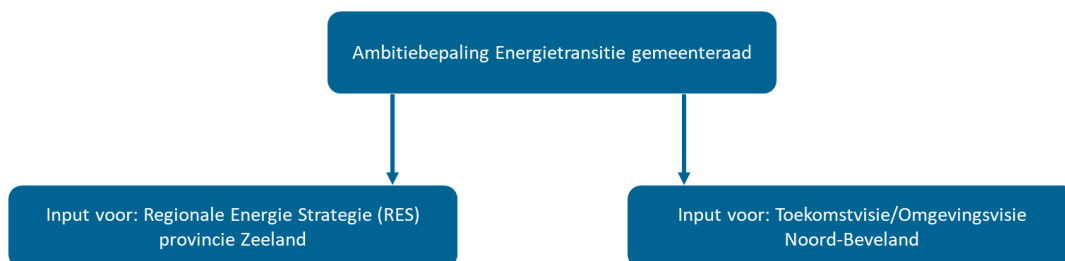 Ambitiebepaling Energietransitie gemeenteraad
Input voor: Regionale Energie Strategie (RES)
provincie Zeeland
Input voor: Toekomstvisie/Omgevingsvisie
Noord-Beveland